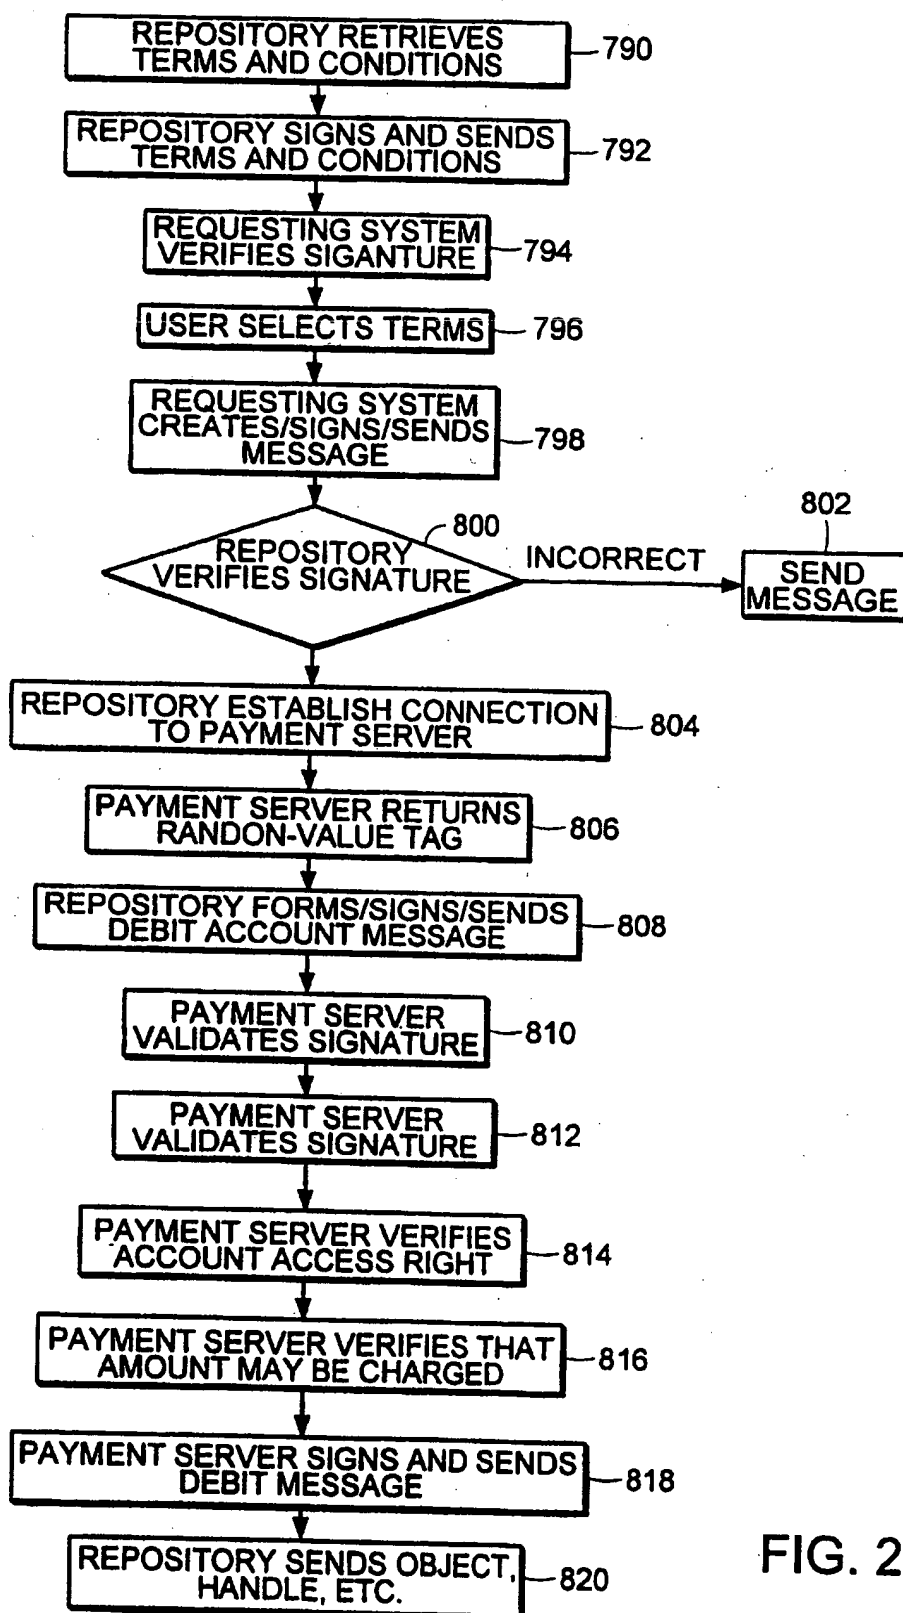 REPOSITORY RETRIEVES
TERMS AND CONDITIONS
790
REPOSITORY SIGNS AND SENDS
TERMS AND CONDITIONS
792
REQUESTING SYSTEM
VERIFIES SIGANTURE
794
USER SELECTS TERMS
796
REQUESTING SYSTEM
CREATES/SIGNS/SENDS
MESSAGE
798
800
REPOSITORY
VERIFIES SIGNATURE
INCORRECT
802
SEND
MESSAGE
REPOSITORY ESTABLISH CONNECTION
TO PAYMENT SERVER
804
PAYMENT SERVER RETURNS
RANDON-VALUE TAG
806
REPOSITORY FORMS/SIGNS/SENDS
DEBIT ACCOUNT MESSAGE
808
PAYMENT SERVER
VALIDATES SIGNATURE
810
PAYMENT SERVER
VALIDATES SIGNATURE
812
PAYMENT SERVER VERIFIES
ACCOUNT ACCESS RIGHT
814
PAYMENT SERVER VERIFIES THAT
AMOUNT MAY BE CHARGED
816
PAYMENT SERVER SIGNS AND SENDS
DEBIT MESSAGE
818
REPOSITORY SENDS OBJECT,
HANDLE, ETC.
820
FIG. 2